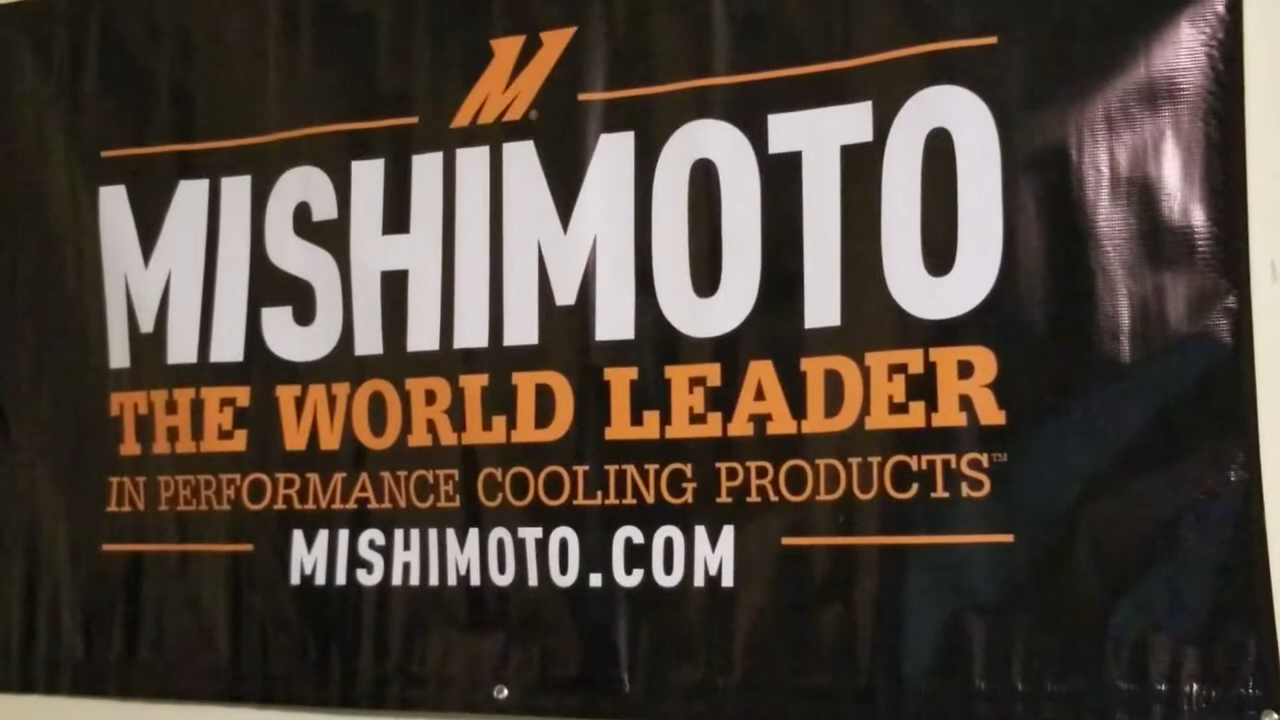 M®
MISHIMOTO
THE WORLD LEADER
IN PERFORMANCE COOLING PRODUCTS™
MISHIMOTO.COM